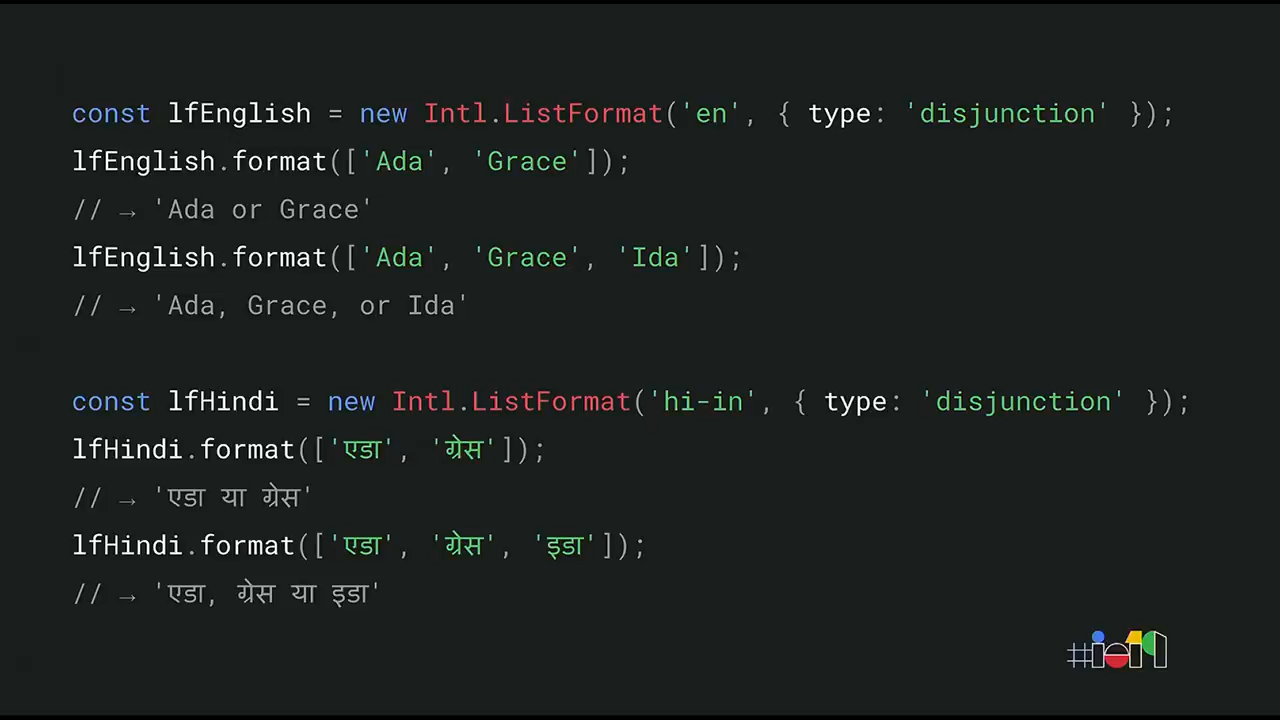 const lfEnglish = new Intl.ListFormat('en', { type: 'disjunction' });
lfEnglish.format(['Ada', 'Grace']);
// → 'Ada or Grace'
lfEnglish.format(['Ada', 'Grace', 'Ida']);
// → 'Ada, Grace, or Ida'
const lfHindi = new Intl.ListFormat('hi-in', { type: 'disjunction' });
lfHindi.format(['एडा', 'ग्रेस']);
// → 'एडा या ग्रेस'
lfHindi.format(['एडा', 'ग्रेस', 'इडा']);
// → 'एडा, ग्रेस या इडा'
#io19